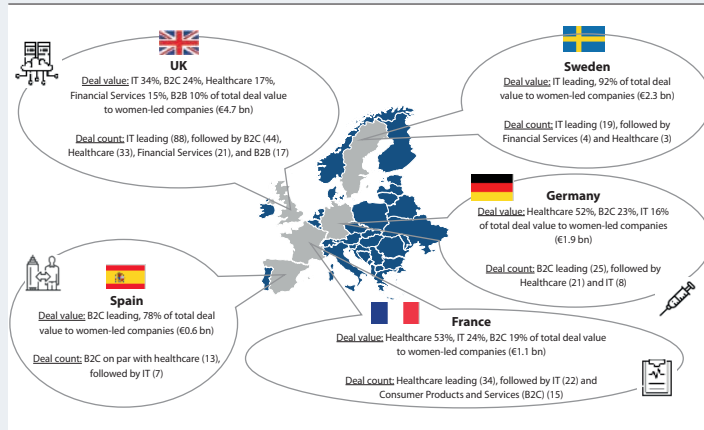 UK
Deal value: IT 34%, B2C 24%, Healthcare 17%,
Financial Services 15%, B2B 10% of total deal value
to women-led companies (€4.7 bn)
Deal count: IT leading (88), followed by B2C (44),
Healthcare (33), Financial Services (21), and B2B (17)
Sweden
Deal value: IT leading, 92% of total deal
value to women-led companies (€2.3 bn)
Deal count: IT leading (19), followed by
Financial Services (4) and Healthcare (3)
Germany
Deal value: Healthcare 52%, B2C 23%, IT 16%
of total deal value to women-led companies
(€1.9 bn)
Deal count: B2C leading (25), followed by
Healthcare (21) and IT (8)
Spain
Deal value: B2C leading, 78% of total deal
value to women-led companies (€0.6 bn)
Deal count: B2C on par with healthcare (13),
followed by IT (7)
France
Deal value: Healthcare 53%, IT 24%, B2C 19% of total deal value
to women-led companies (€1.1 bn)
Deal count: Healthcare leading (34), followed by IT (22) and
Consumer Products and Services (B2C) (15)